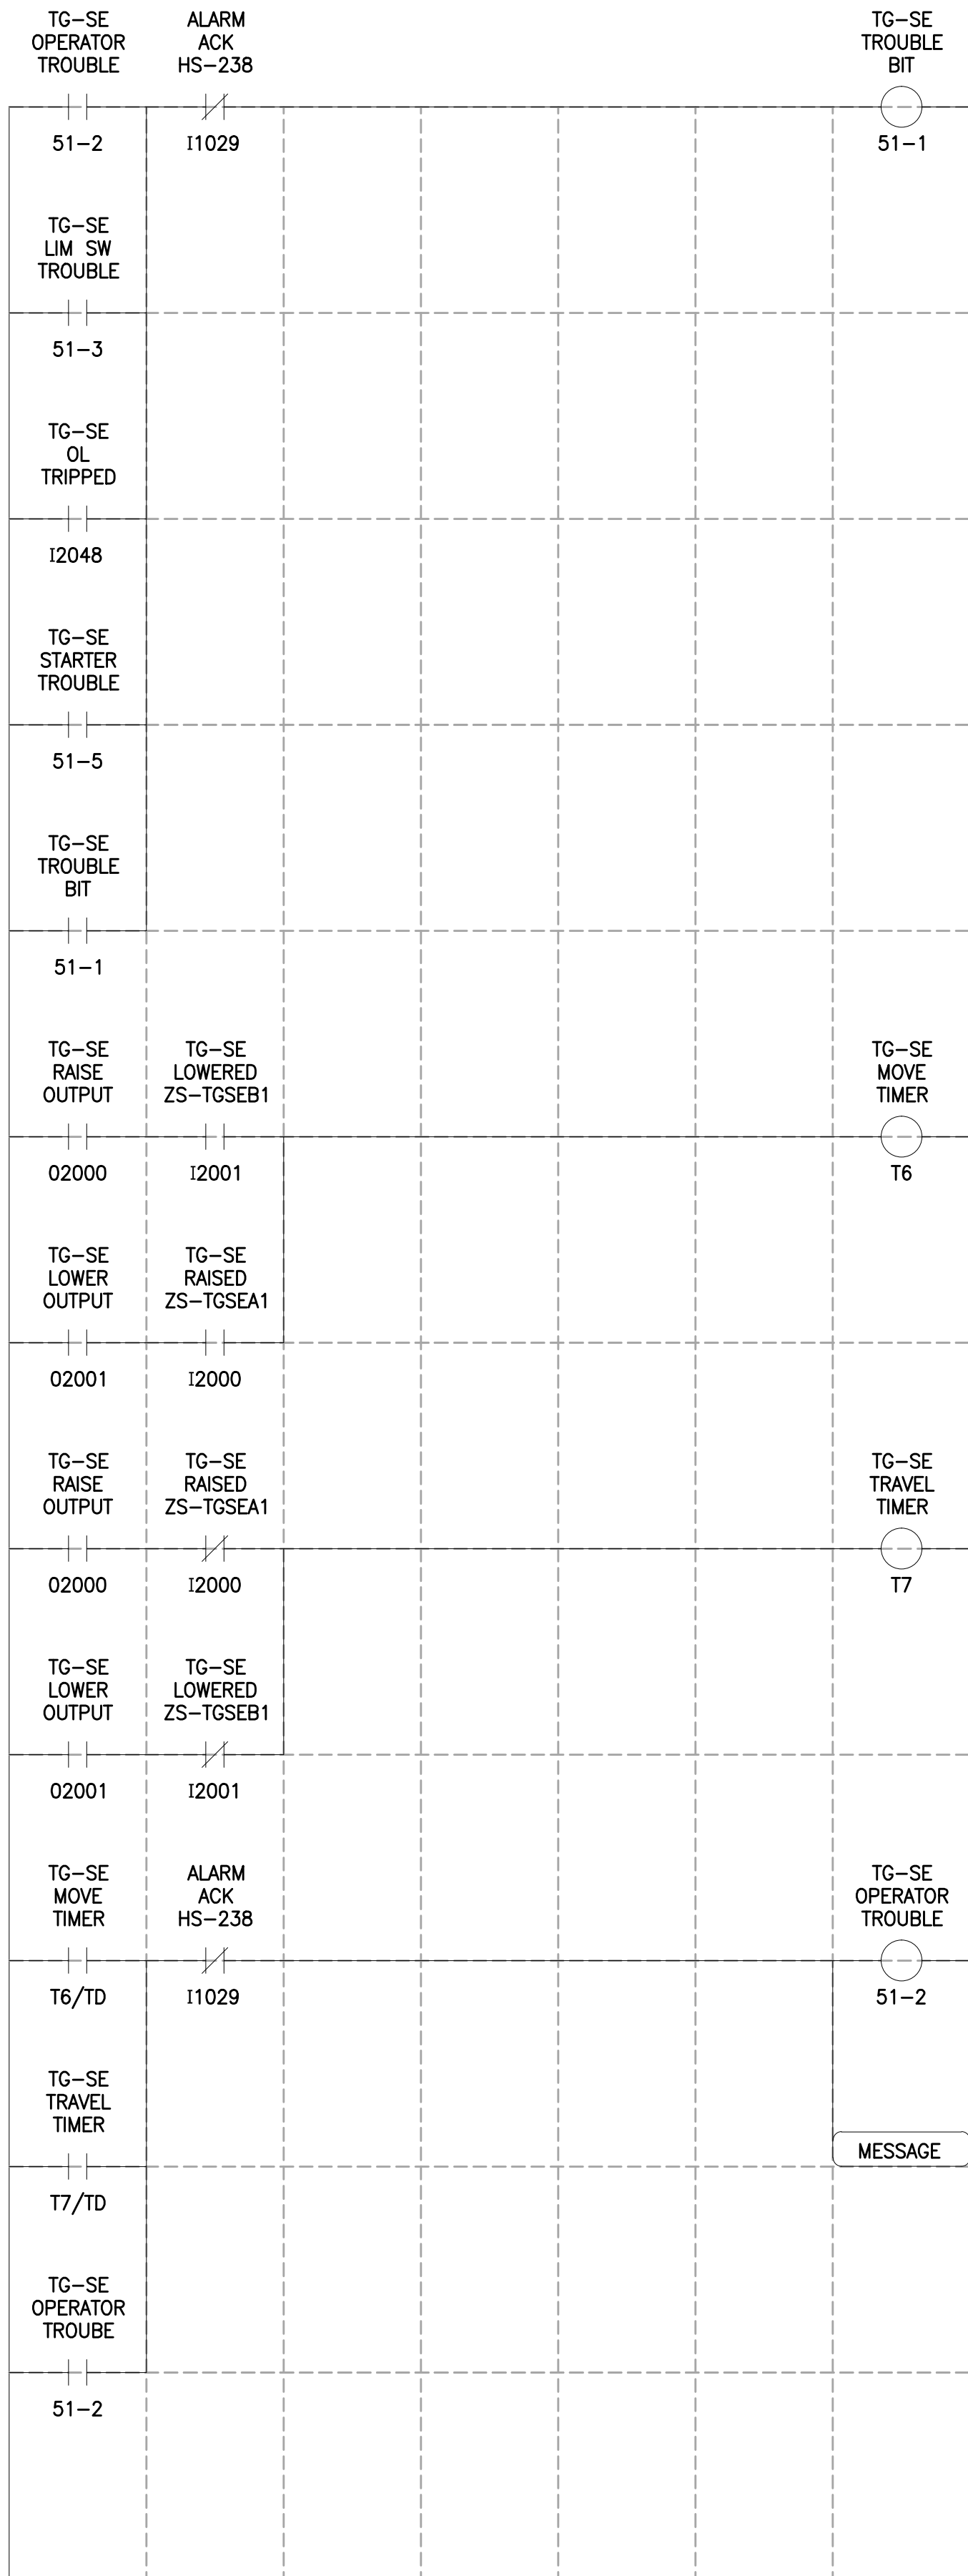 TG-SE
OPERATOR
TROUBLE
ALARM
ACK
HS-238
TG-SE
TROUBLE
BIT
51-2
I1029
51-1
TG-SE
LIM SW
TROUBLE
51-3
TG-SE
OL
TRIPPED
I2048
TG-SE
STARTER
TROUBLE
51-5
TG-SE
TROUBLE
BIT
51-1
TG-SE
RAISE
OUTPUT
TG-SE
LOWERED
ZS-TGSEB1
TG-SE
MOVE
TIMER
O2000
I2001
T6
TG-SE
LOWER
OUTPUT
TG-SE
RAISED
ZS-TGSEA1
O2001
I2000
TG-SE
RAISE
OUTPUT
TG-SE
RAISED
ZS-TGSEA1
TG-SE
TRAVEL
TIMER
O2000
I2000
T7
TG-SE
LOWER
OUTPUT
TG-SE
LOWERED
ZS-TGSEB1
O2001
I2001
TG-SE
MOVE
TIMER
ALARM
ACK
HS-238
TG-SE
OPERATOR
TROUBLE
T6/TD
I1029
51-2
TG-SE
TRAVEL
TIMER
MESSAGE
T7/TD
TG-SE
OPERATOR
TROUBE
51-2